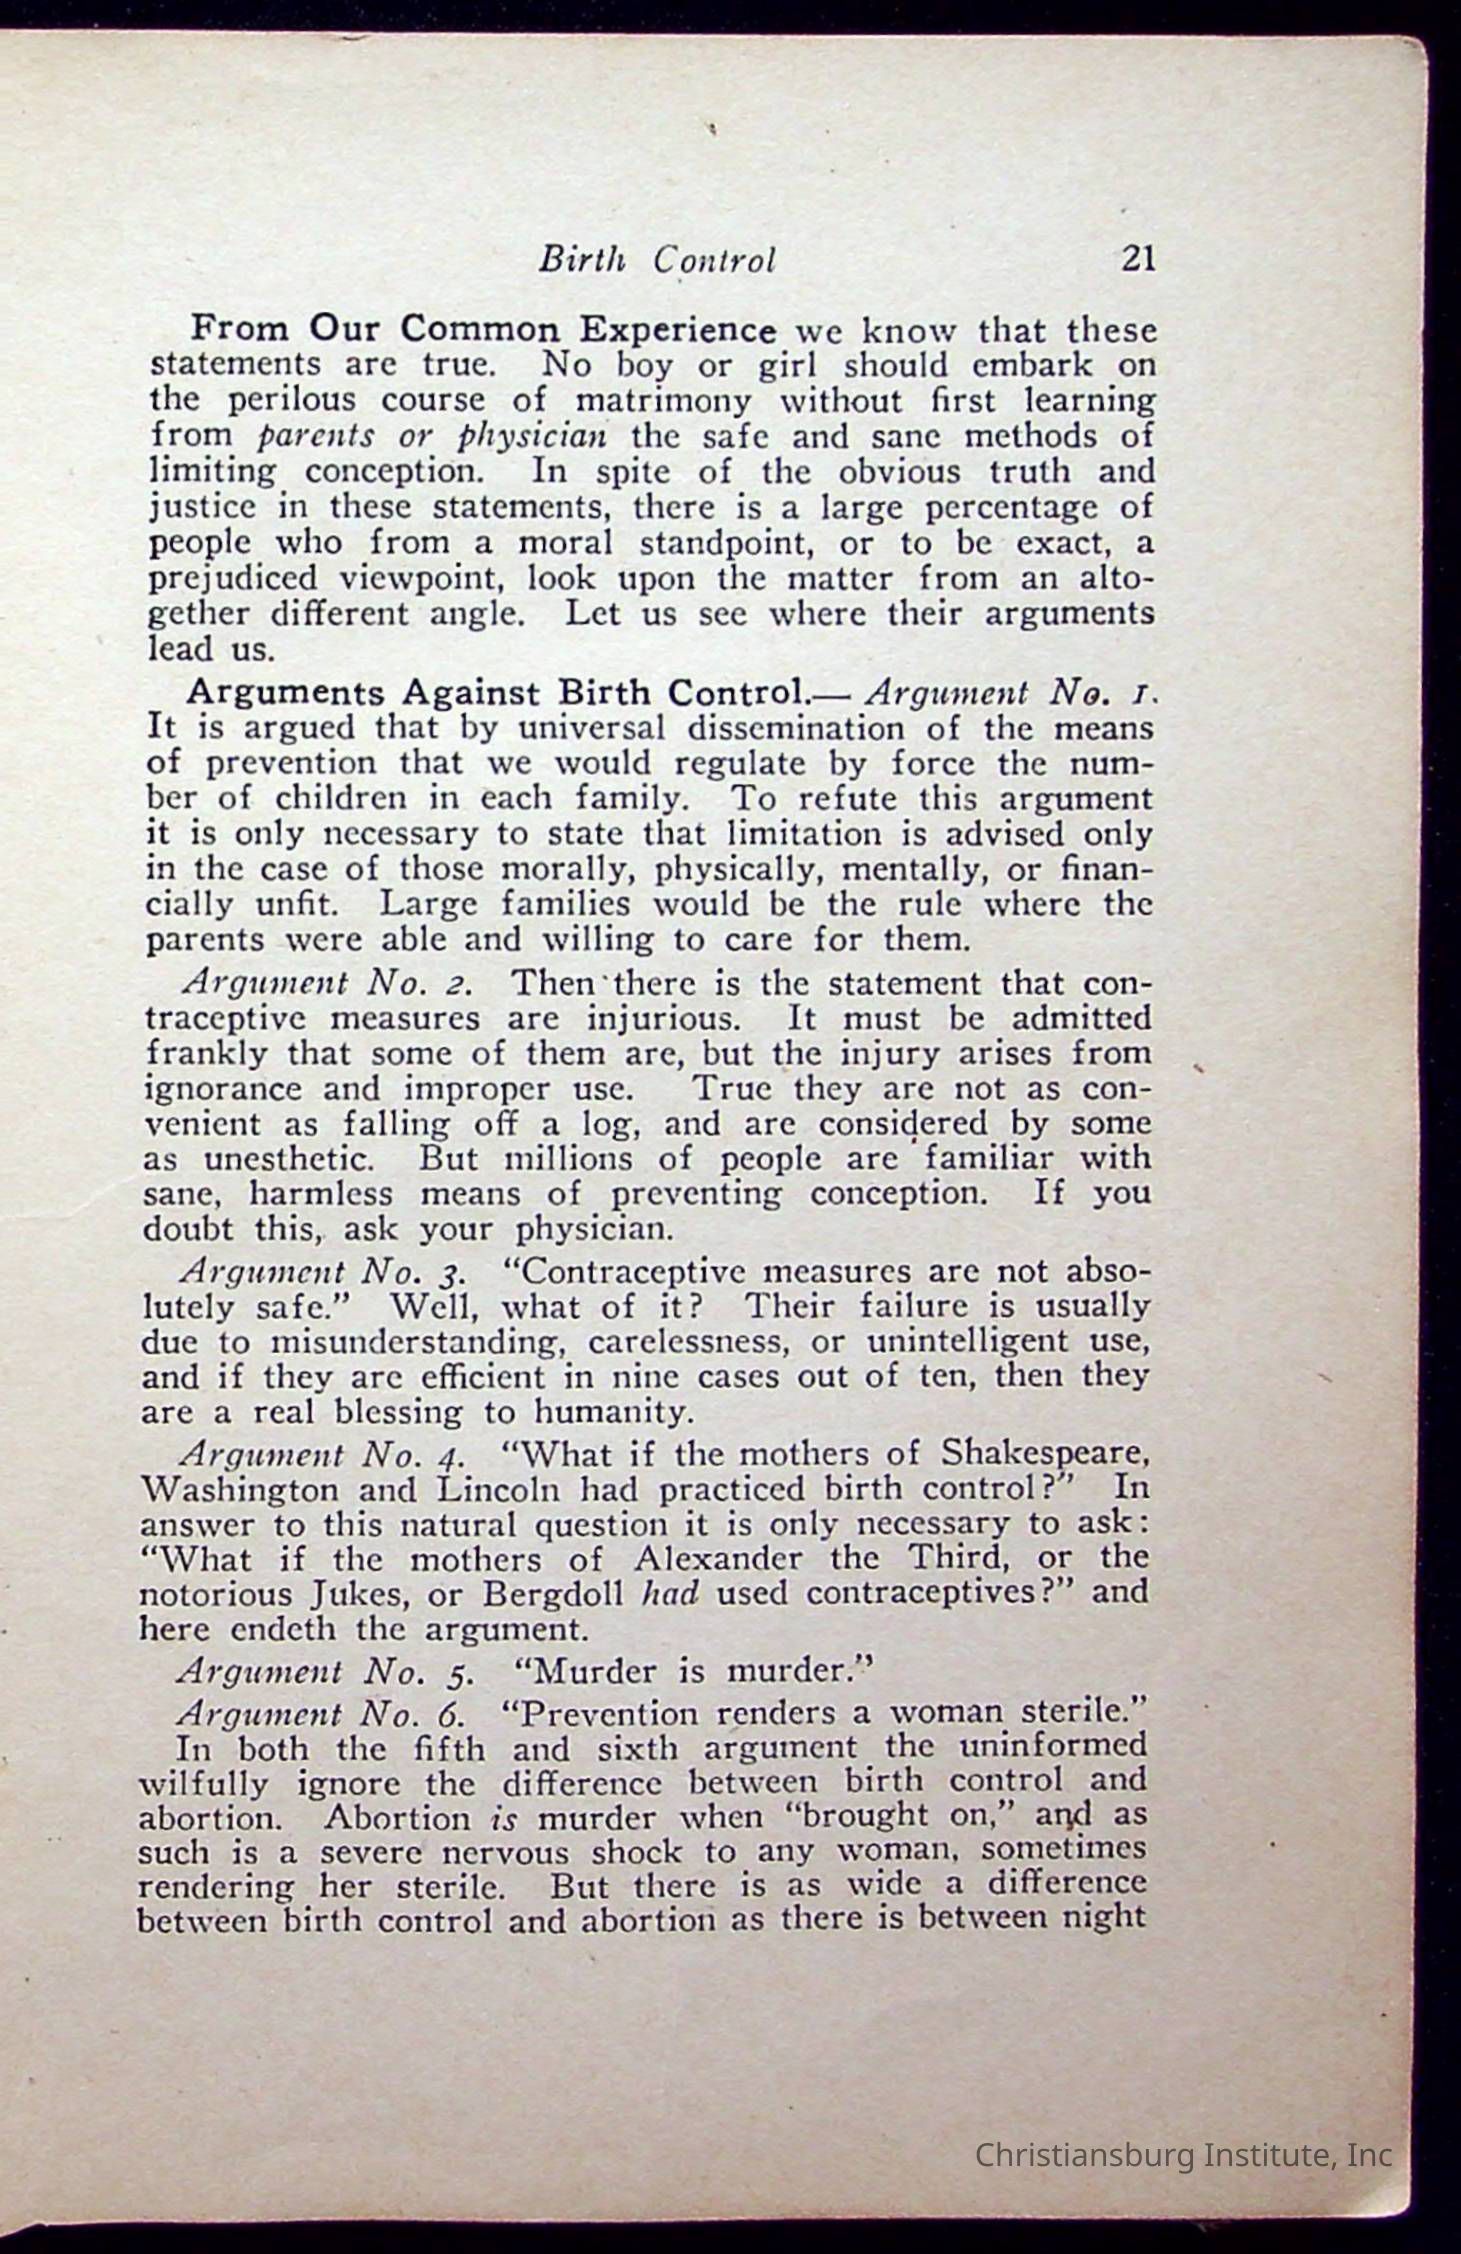 Birth Control 21
From Our Common Experience we know that these
statements are true. No boy or girl should embark on
the perilous course of matrimony without first learning
from parents or physician the safe and sane methods of
limiting conception. In spite of the obvious truth and
justice in these statements, there is a large percentage of
people who from a moral standpoint, or to be exact, a
prejudiced viewpoint, look upon the matter from an alto-
gether different angle. Let us see where their arguments
lead us.
Arguments Against Birth Control.— Argument No. 1.
It is argued that by universal dissemination of the means
of prevention that we would regulate by force the num-
ber of children in each family. To refute this argument
it is only necessary to state that limitation is advised only
in the case of those morally, physically, mentally, or finan-
cially unfit. Large families would be the rule where the
parents were able and willing to care for them.
Argument No. 2. Then there is the statement that con-
traceptive measures are injurious. It must be admitted
frankly that some of them are, but the injury arises from
ignorance and improper use. True they are not as con-
venient as falling off a log, and are considered by some
as unesthetic. But millions of people are familiar with
sane, harmless means of preventing conception. If you
doubt this, ask your physician.
Argument No. 3. “Contraceptive measures are not abso-
lutely safe.” Well, what of it? Their failure is usually
due to misunderstanding, carelessness, or unintelligent use,
and if they are efficient in nine cases out of ten, then they
are a real blessing to humanity.
Argument No. 4. “What if the mothers of Shakespeare,
Washington and Lincoln had practiced birth control?” In
answer to this natural question it is only necessary to ask:
“What if the mothers of Alexander the Third, or the
notorious Jukes, or Bergdoll had used contraceptives?” and
here endeth the argument.
Argument No. 5. “Murder is murder.”
Argument No. 6. “Prevention renders a woman sterile.”
In both the fifth and sixth argument the uninformed
wilfully ignore the difference between birth control and
abortion. Abortion is murder when “brought on,” and as
such is a severe nervous shock to any woman, sometimes
rendering her sterile. But there is as wide a difference
between birth control and abortion as there is between night
Christiansburg Institute, Inc